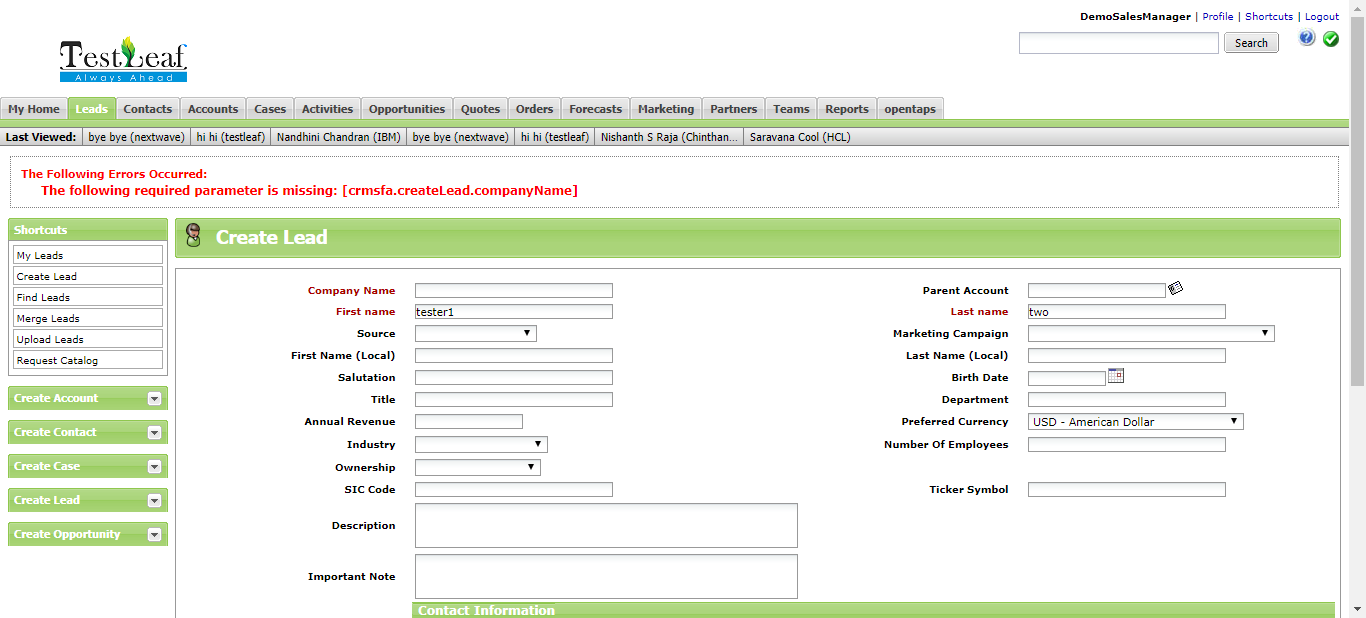 DemoSalesManager | Profile | Shortcuts | Logout
Search
TestLeaf
Always Ahead
My Home Leads Contacts Accounts Cases Activities Opportunities Quotes Orders Forecasts Marketing Partners Teams Reports opentaps
Last Viewed: bye bye (nextwave) hi hi (testleaf) Nandhini Chandran (IBM) bye bye (nextwave) hi hi (testleaf) Nishanth S Raja (Chinthan... Saravana Cool (HCL)
The Following Errors Occurred:
The following required parameter is missing: [crmsfa.createLead.companyName]
Shortcuts
My Leads
Create Lead
Find Leads
Merge Leads
Upload Leads
Request Catalog
Create Account
Create Contact
Create Case
Create Lead
Create Opportunity
Create Lead
Company Name Parent Account
First name tester1 Last name two
Source Marketing Campaign
First Name (Local) Last Name (Local)
Salutation Birth Date
Title Department
Annual Revenue Preferred Currency USD - American Dollar
Industry Number Of Employees
Ownership
SIC Code Ticker Symbol
Description
Important Note
Contact Information